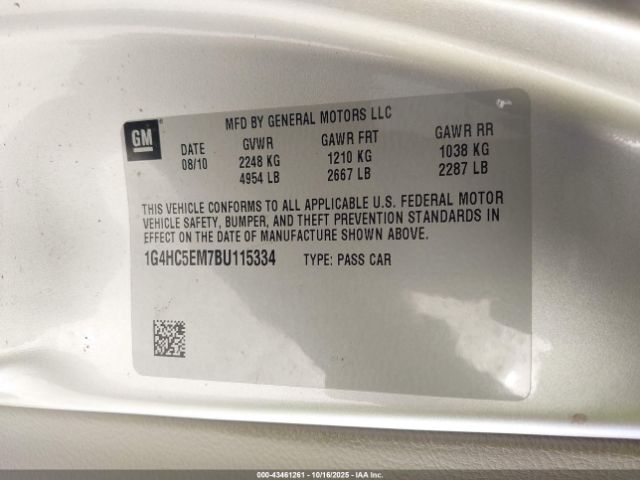 GM
MFD BY GENERAL MOTORS LLC
DATE GVWR GAWR FRT GAWR RR
08/10 2248 KG 1210 KG 1038 KG
4954 LB 2667 LB 2287 LB
THIS VEHICLE CONFORMS TO ALL APPLICABLE U.S. FEDERAL MOTOR
VEHICLE SAFETY, BUMPER, AND THEFT PREVENTION STANDARDS IN
EFFECT ON THE DATE OF MANUFACTURE SHOWN ABOVE.
1G4HC5EM7BU115334 TYPE: PASS CAR
000-43461261 - 10/16/2025 - Copyright © IAA, Inc.